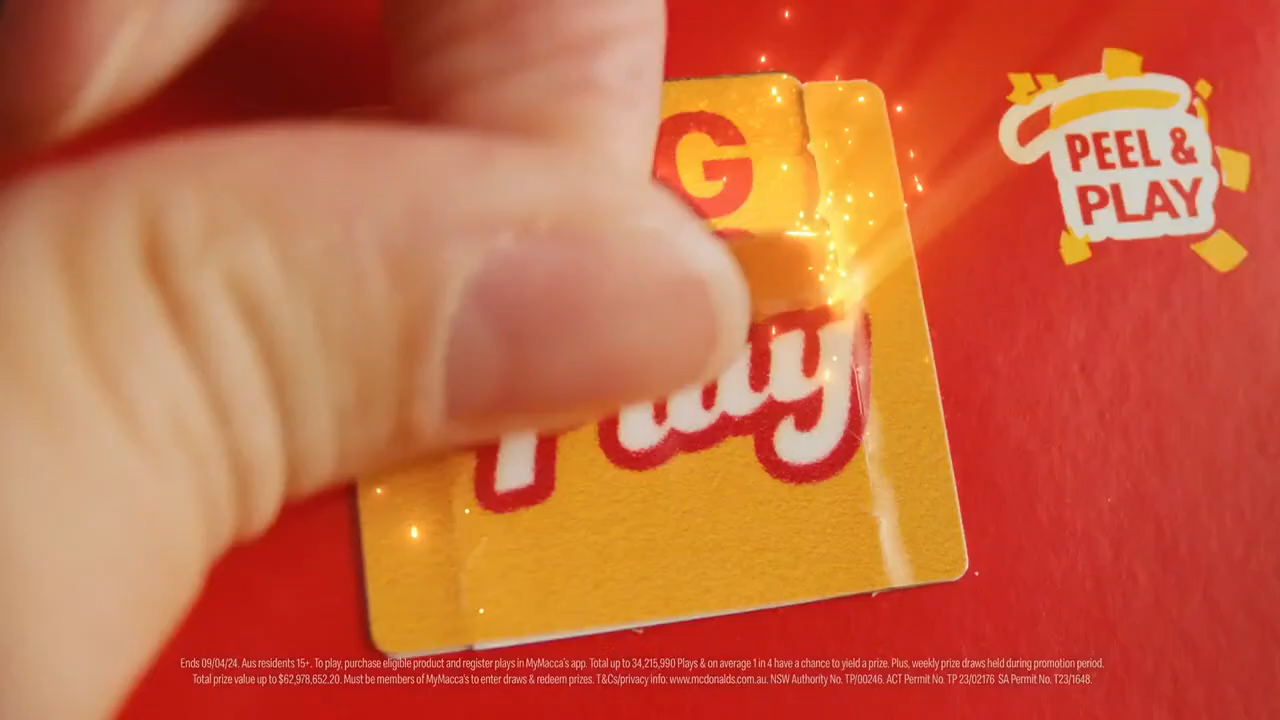 G
PEEL &
PLAY
Play
Ends 09/04/24. Aus residents 15+. To play, purchase eligible product and register plays in MyMacca's app. Total up to 34,215,990 Plays & on average 1 in 4 have a chance to yield a prize. Plus, weekly prize draws held during promotion period.
Total prize value up to $62,978,652.20. Must be members of MyMacca's to enter draws & redeem prizes. T&Cs/privacy info: www.mcdonalds.com.au. NSW Authority No. TP/00246. ACT Permit No. TP 23/02176 SA Permit No. T23/1648.